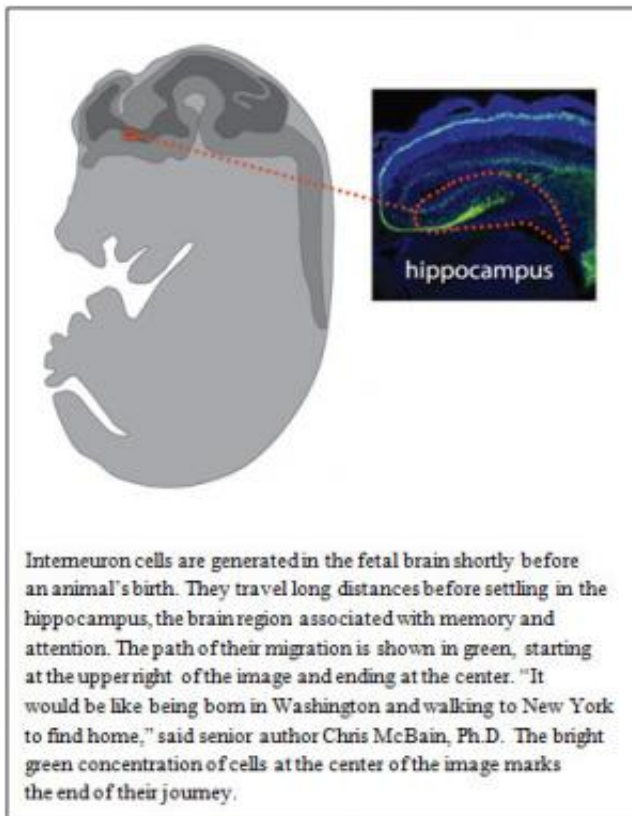 hippocampus
Interneuron cells are generated in the fetal brain shortly before
an animal's birth. They travel long distances before settling in the
hippocampus, the brain region associated with memory and
attention. The path of their migration is shown in green, starting
at the upper right of the image and ending at the center. “It
would be like being born in Washington and walking to New York
to find home,” said senior author Chris McBain, Ph.D. The bright
green concentration of cells at the center of the image marks
the end of their journey.